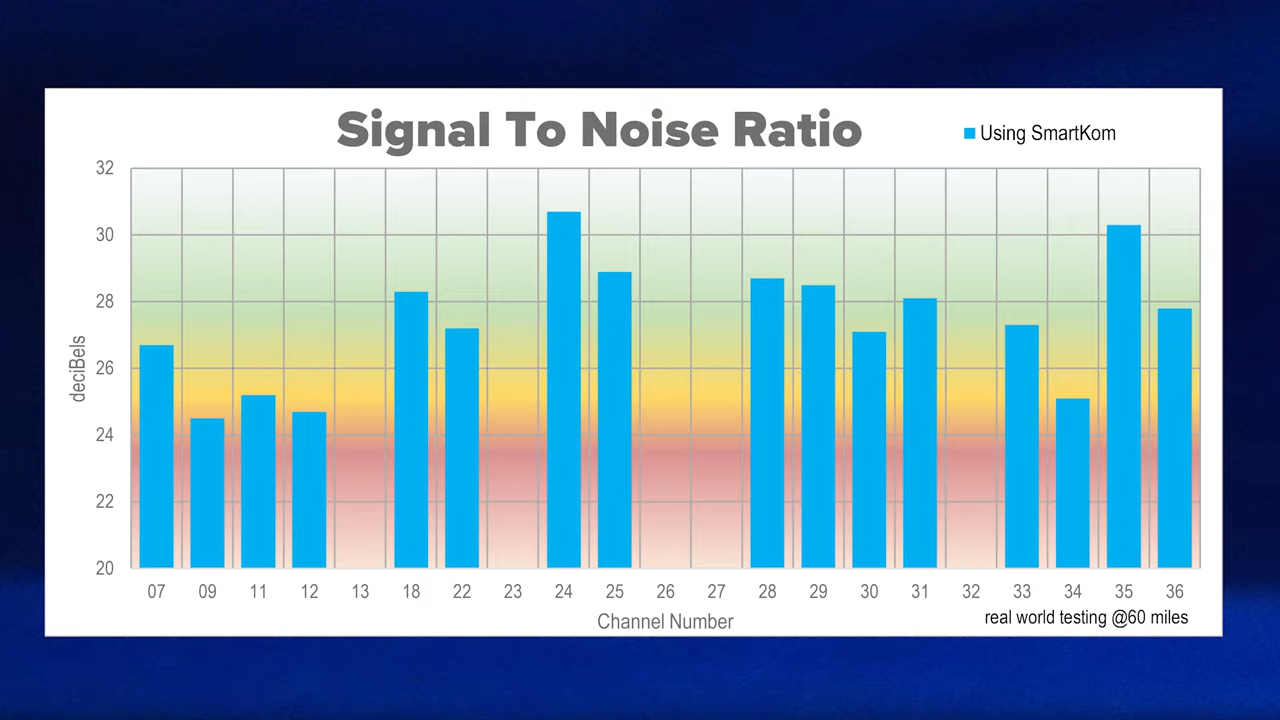 Signal To Noise Ratio
Using SmartKom
32
30
28
26
24
22
20
deciBels
07 09 11 12 13 18 22 23 24 25 26 27 28 29 30 31 32 33 34 35 36
Channel Number
real world testing @60 miles